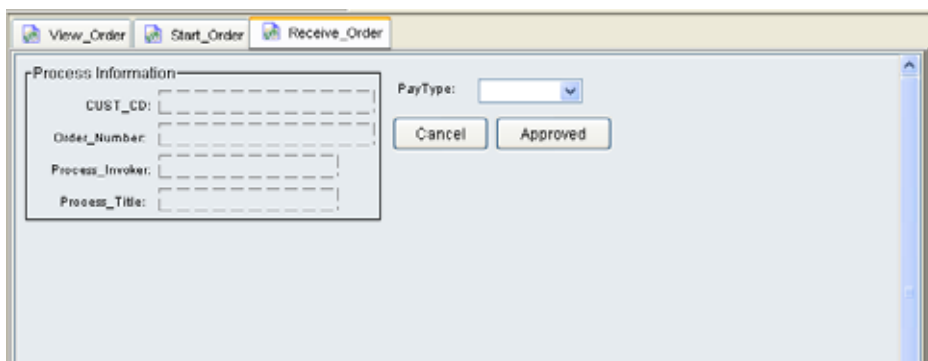 View_Order Start_Order Receive_Order
Process Information
CUST_CD:
Order_Number:
Process_Invoker:
Process_Title:
PayType:
Cancel Approved